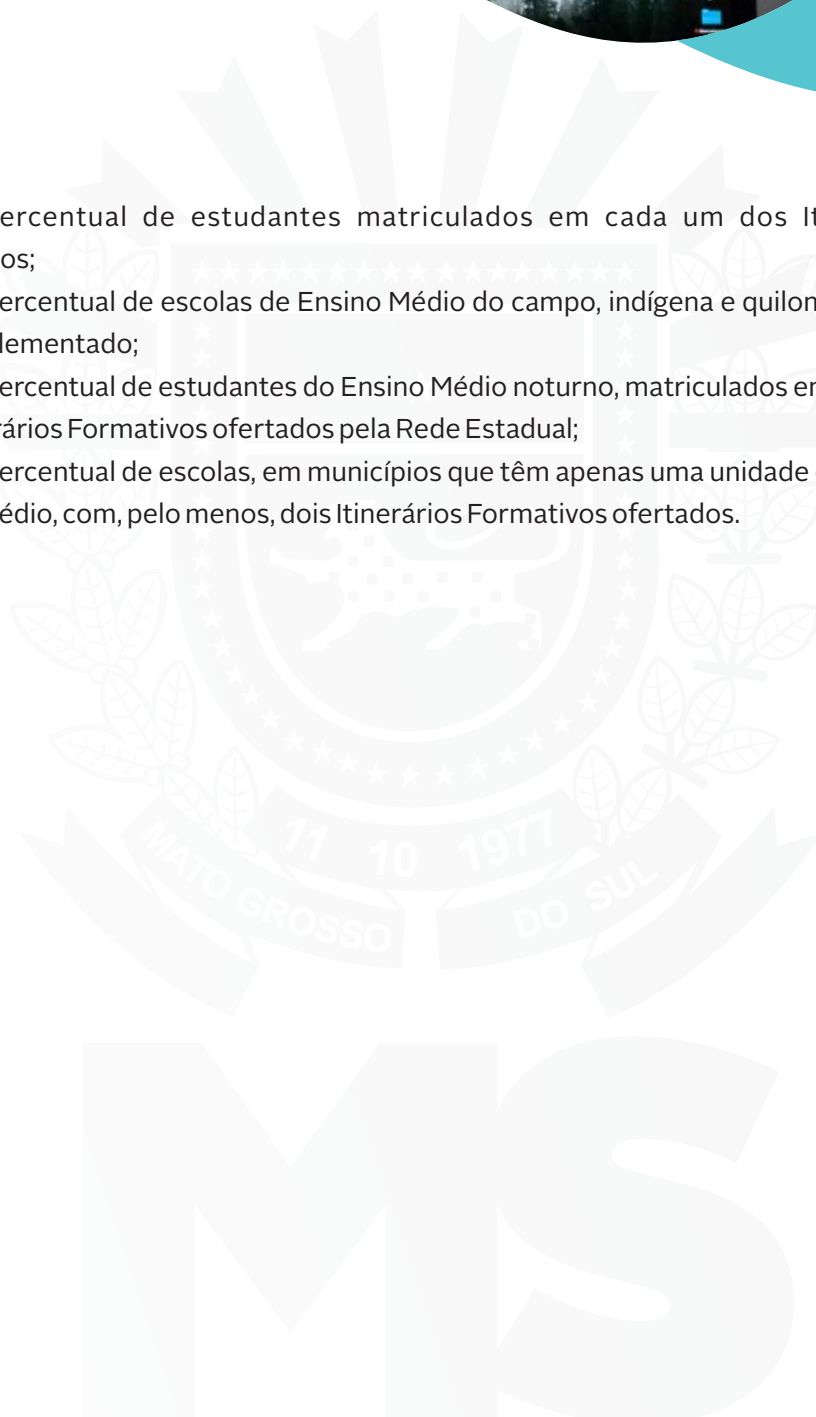 ercentual de estudantes matriculados em cada um dos It
os;
ercentual de escolas de Ensino Médio do campo, indígena e quilon
lementado;
ercentual de estudantes do Ensino Médio noturno, matriculados en
rários Formativos ofertados pela Rede Estadual;
ercentual de escolas, em municípios que têm apenas uma unidade
édio, com, pelo menos, dois Itinerários Formativos ofertados.
11 10 1977
MATO GROSSO DO SUL
MS